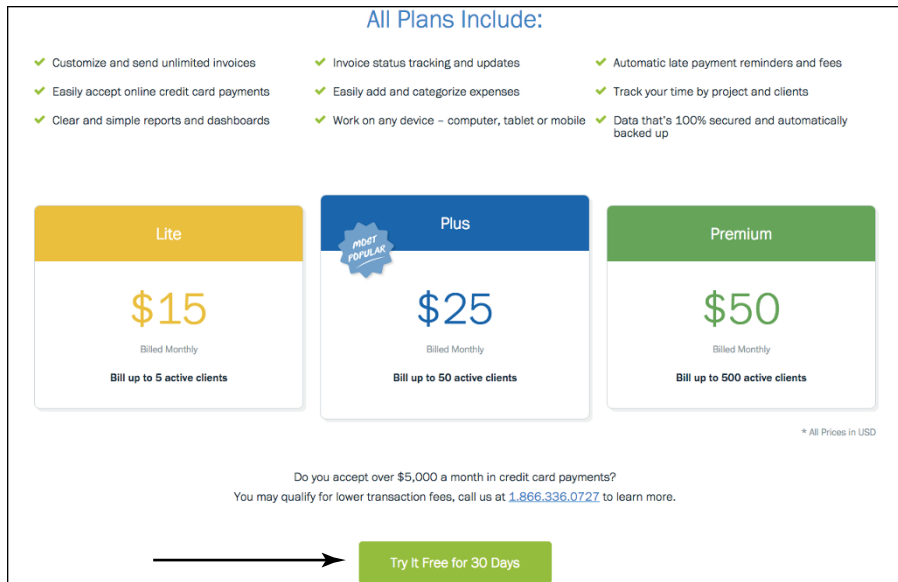 All Plans Include:
Customize and send unlimited invoices
Invoice status tracking and updates
Automatic late payment reminders and fees
Easily accept online credit card payments
Easily add and categorize expenses
Track your time by project and clients
Clear and simple reports and dashboards
Work on any device – computer, tablet or mobile
Data that's 100% secured and automatically
backed up
Lite
Plus
Premium
MOST
POPULAR
$15
$25
$50
Billed Monthly
Billed Monthly
Billed Monthly
Bill up to 5 active clients
Bill up to 50 active clients
Bill up to 500 active clients
* All Prices in USD
Do you accept over $5,000 a month in credit card payments?
You may qualify for lower transaction fees, call us at 1.866.336.0727 to learn more.
Try It Free for 30 Days